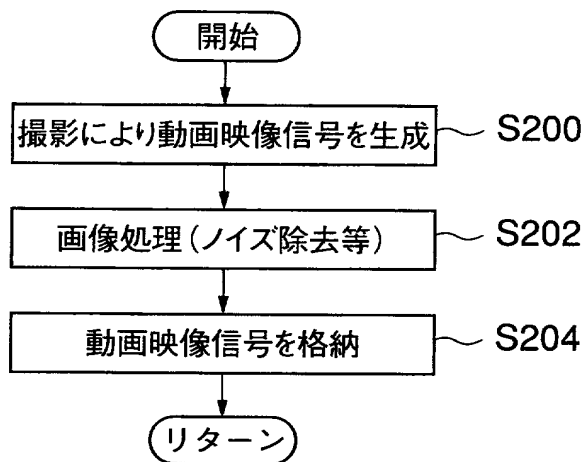 開始
撮影により動画映像信号を生成 S200
画像処理(ノイズ除去等) S202
動画映像信号を格納 S204
リターン